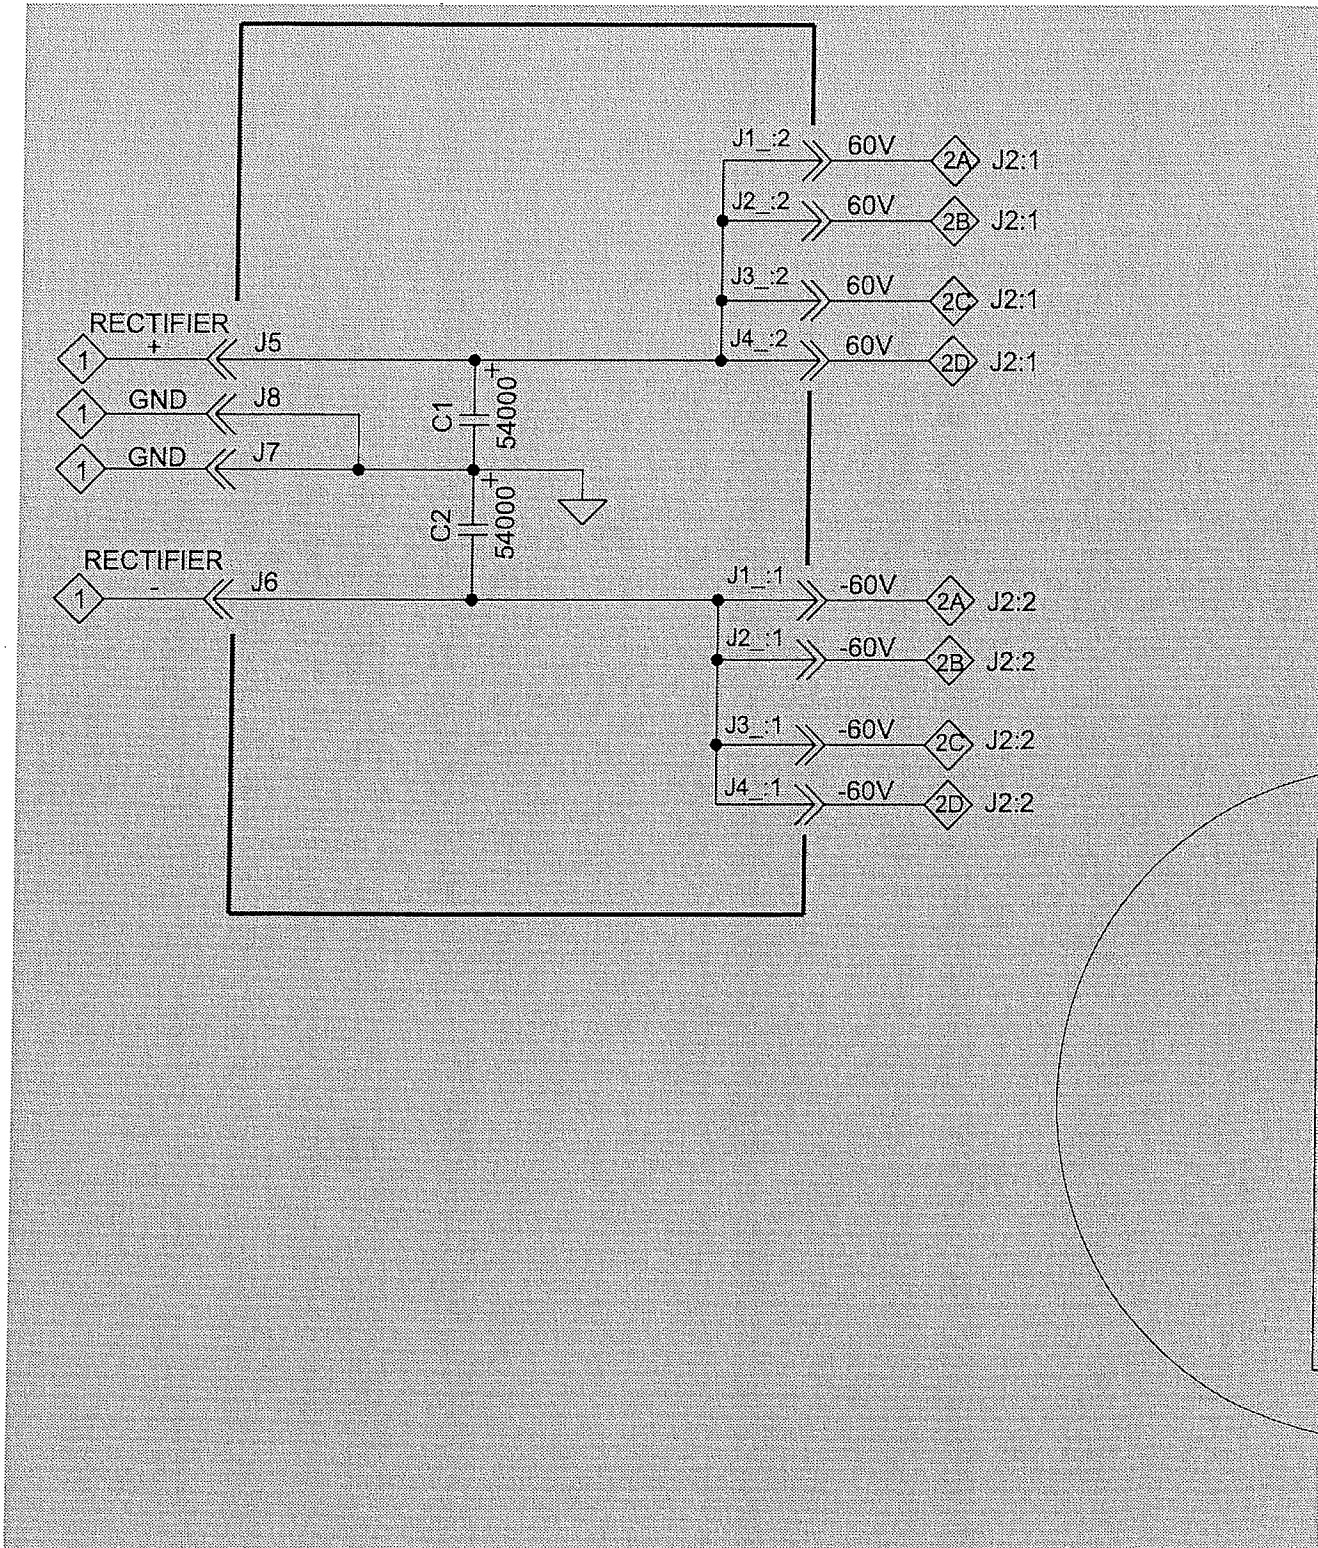 J1_:2 60V 2A J2:1
J2_:2 60V 2B J2:1
J3_:2 60V 2C J2:1
RECTIFIER
1 + J5 J4_:2 60V 2D J2:1
1 GND J8
C1
+
54000
1 GND J7
C2
+
54000
RECTIFIER
1 - J6 J1_:1 -60V 2A J2:2
J2_:1 -60V 2B J2:2
J3_:1 -60V 2C J2:2
J4_:1 -60V 2D J2:2